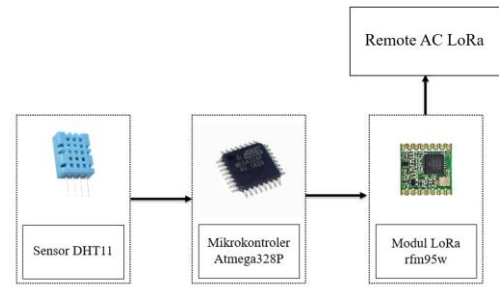 Remote AC LoRa
Sensor DHT11
Mikrokontroler
Atmega328P
Modul LoRa
rfm95w